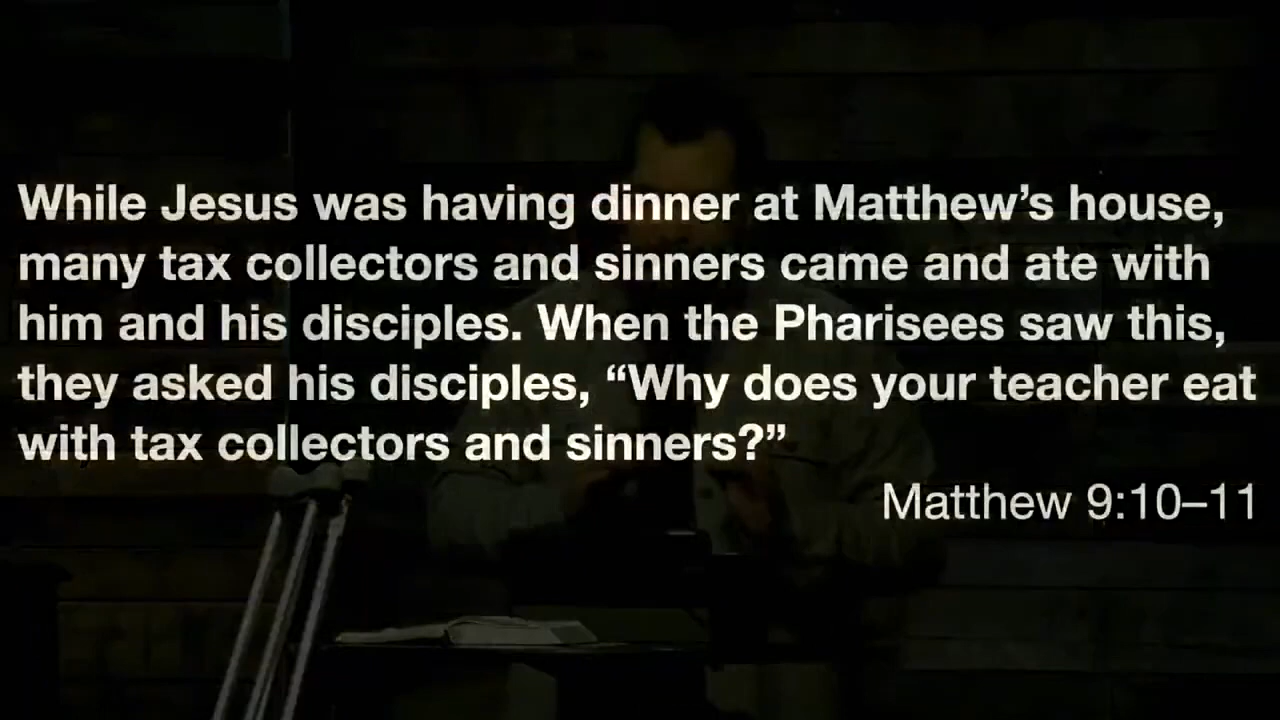 While Jesus was having dinner at Matthew’s house,
many tax collectors and sinners came and ate with
him and his disciples. When the Pharisees saw this,
they asked his disciples, “Why does your teacher eat
with tax collectors and sinners?”
Matthew 9:10–11